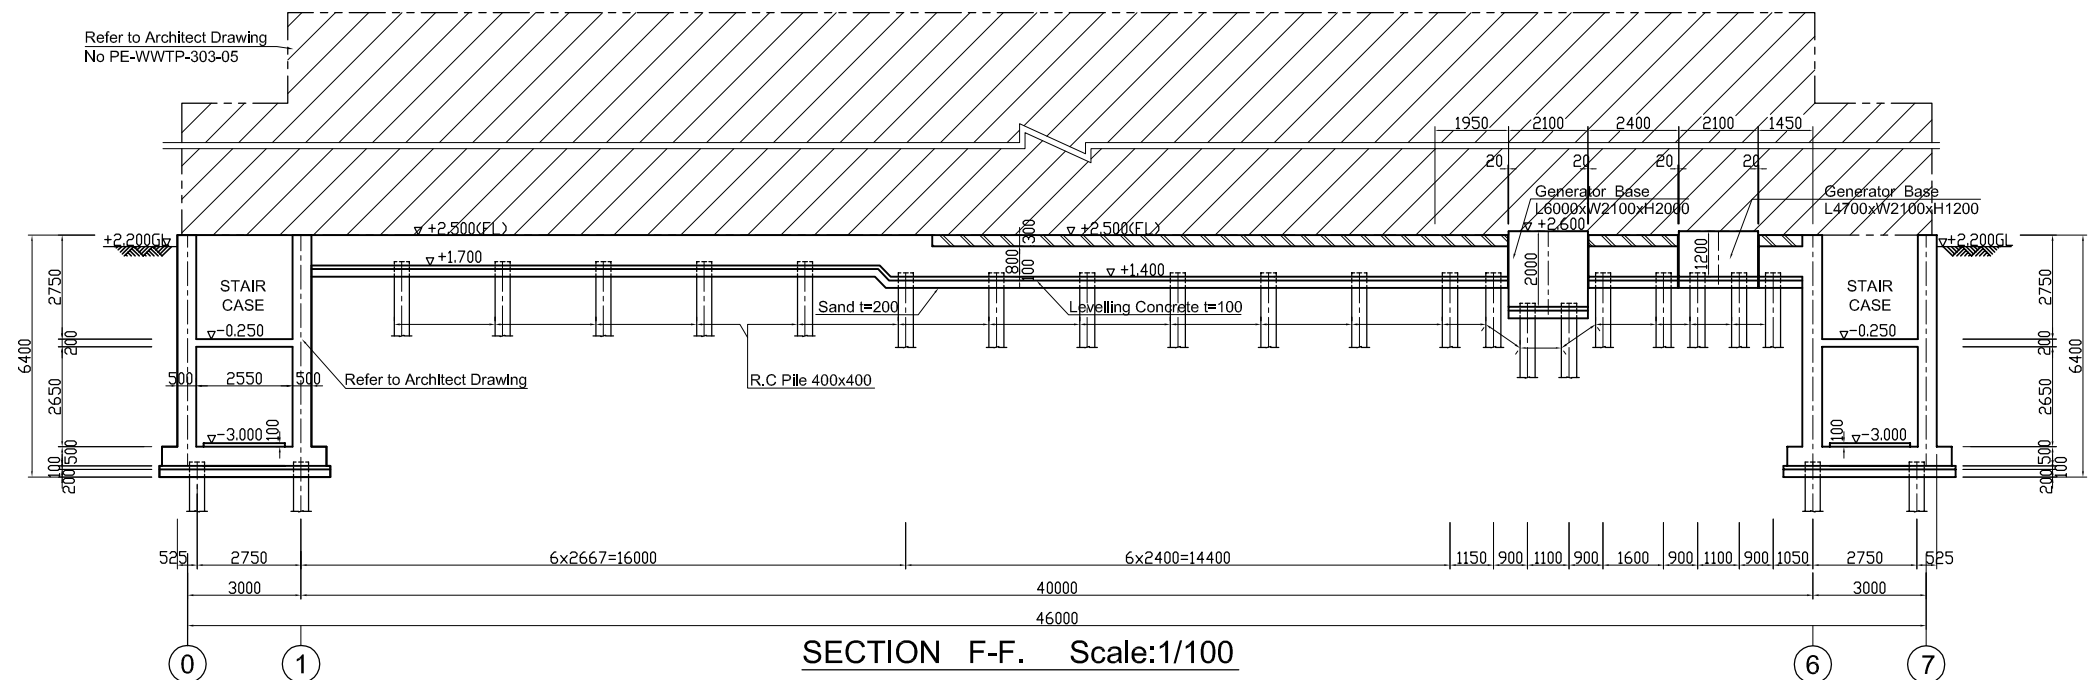 Refer to Architect Drawing
No PE-WWTP-303-05
1950 2100 2400 2100 1450
20 20 20 20
Generator Base
L6000xW2100xH2000
Generator Base
L4700xW2100xH1200
+2.200GL
+2.500(FL)
+2.500(FL)
+2.600
+2.200GL
300
+1.700
800
100
+1.400
2000
1200
STAIR
CASE
STAIR
CASE
Sand t=200
Levelling Concrete t=100
-0.250
-0.250
2750
200
2650
500
100
200
6400
2750
200
2650
500
100
200
6400
500 2550 500
Refer to Architect Drawing
R.C Pile 400x400
-3.000
100
100
-3.000
525 2750 6x2667=16000 6x2400=14400 1150 900 1100 900 1600 900 1100 900 1050 2750 525
3000 40000 3000
46000
SECTION F-F. Scale:1/100
0 1 6 7